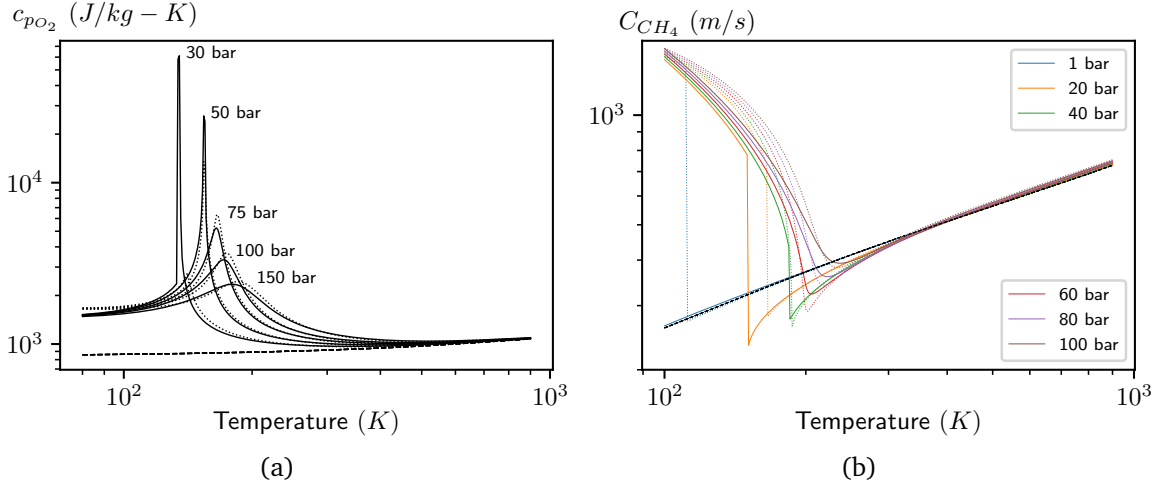 c_{p_{O_2}} (J/kg − K)
30 bar
50 bar
75 bar
100 bar
150 bar
10^4
10^3
10^2
10^3
Temperature (K)
(a)
C_{CH_4} (m/s)
1 bar
20 bar
40 bar
10^3
60 bar
80 bar
100 bar
10^2
10^3
Temperature (K)
(b)